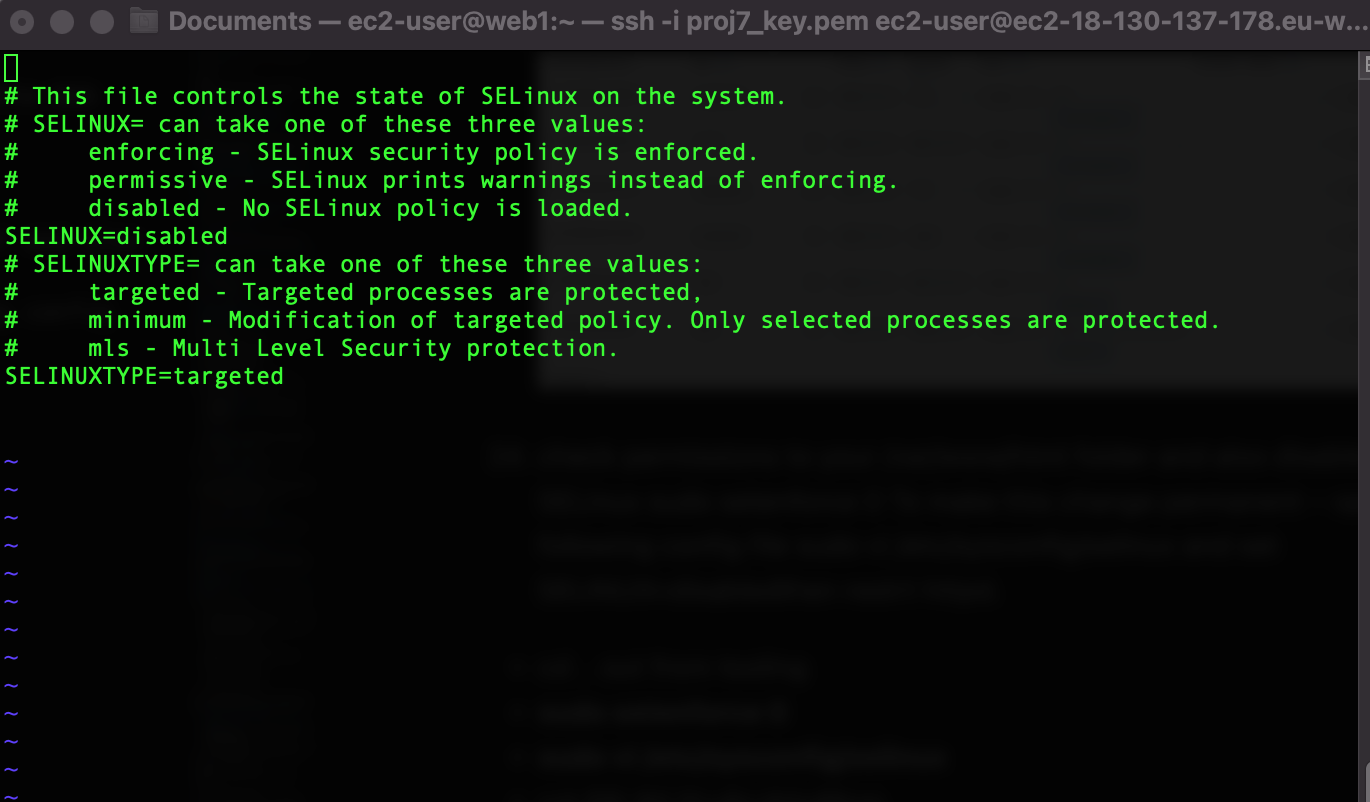 Documents — ec2-user@web1:~ — ssh -i proj7_key.pem ec2-user@ec2-18-130-137-178.eu-w...
# This file controls the state of SELinux on the system.
# SELINUX= can take one of these three values:
#     enforcing - SELinux security policy is enforced.
#     permissive - SELinux prints warnings instead of enforcing.
#     disabled - No SELinux policy is loaded.
SELINUX=disabled
# SELINUXTYPE= can take one of these three values:
#     targeted - Targeted processes are protected,
#     minimum - Modification of targeted policy. Only selected processes are protected.
#     mls - Multi Level Security protection.
SELINUXTYPE=targeted
~
~
~
~
~
~
~
~
~
~
~
~
~